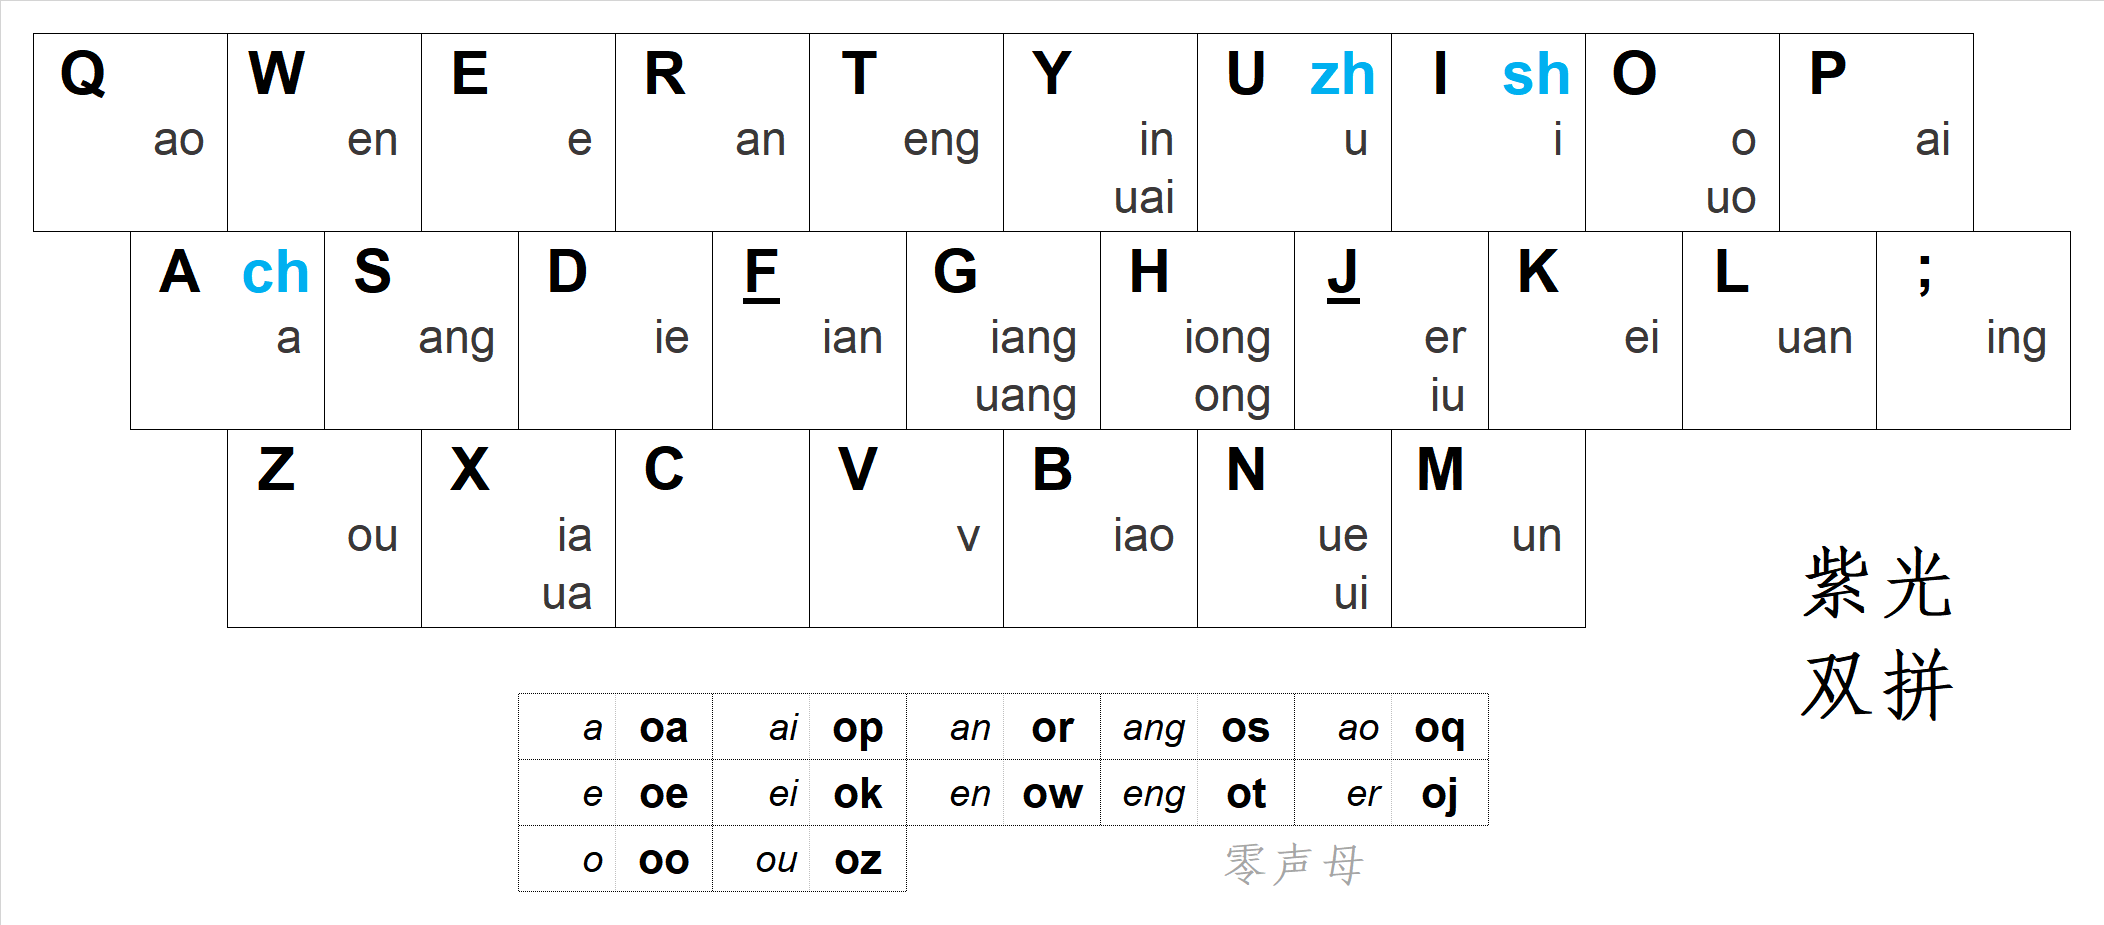 Q W E R T Y U zh I sh O P
ao en e an eng in u i o ai
uai uo
A ch S D F G H J K L ;
a ang ie ian iang iong er ei uan ing
uang ong iu
Z X C V B N M
ou ia v iao ue un
ua ui
紫光
双拼
a oa ai op an or ang os ao oq
e oe ei ok en ow eng ot er oj
o oo ou oz
零声母